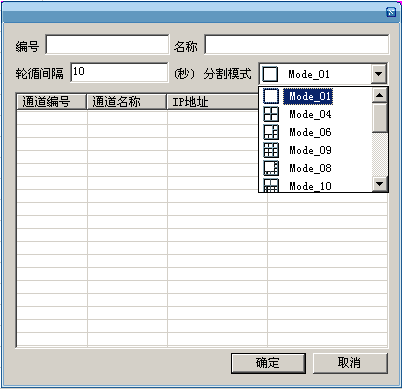 编号 名称
轮循间隔 10 (秒) 分割模式 Mode_01
通道编号 通道名称 IP地址
Mode_01
Mode_04
Mode_06
Mode_09
Mode_08
Mode_10
确定 取消